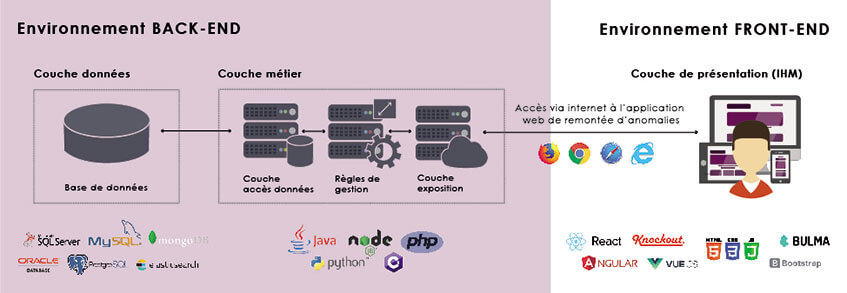 Environnement BACK-END
Environnement FRONT-END
Couche données
Couche métier
Couche de présentation (IHM)
Base de données
Couche
accès données
Règles de
gestion
Couche
exposition
Accès via internet à l'application
web de remontée d'anomalies
SQL Server
MySQL
mongoDB
ORACLE
DATABASE
PostgreSQL
elasticsearch
Java
node
php
python
C#
React
Knockout.
HTML
CSS
JS
5
3
BULMA
ANGULAR
VUE.JS
B Bootstrap